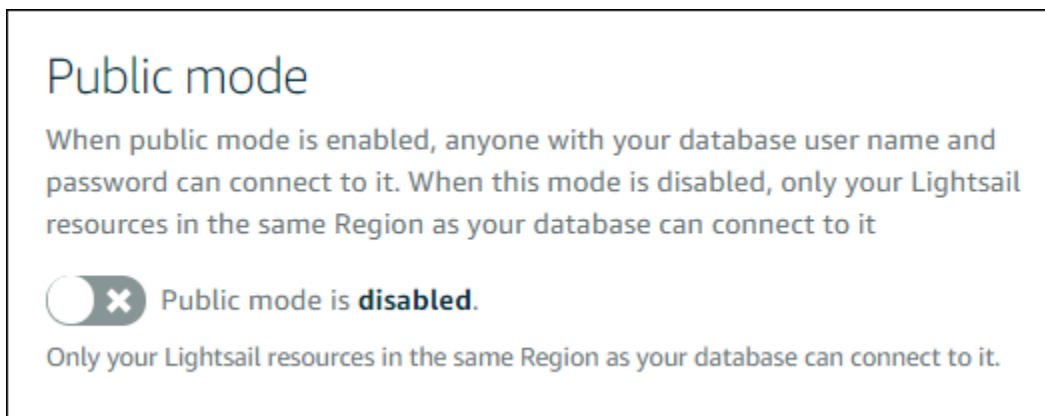 Public mode
When public mode is enabled, anyone with your database user name and
password can connect to it. When this mode is disabled, only your Lightsail
resources in the same Region as your database can connect to it
Public mode is disabled.
Only your Lightsail resources in the same Region as your database can connect to it.